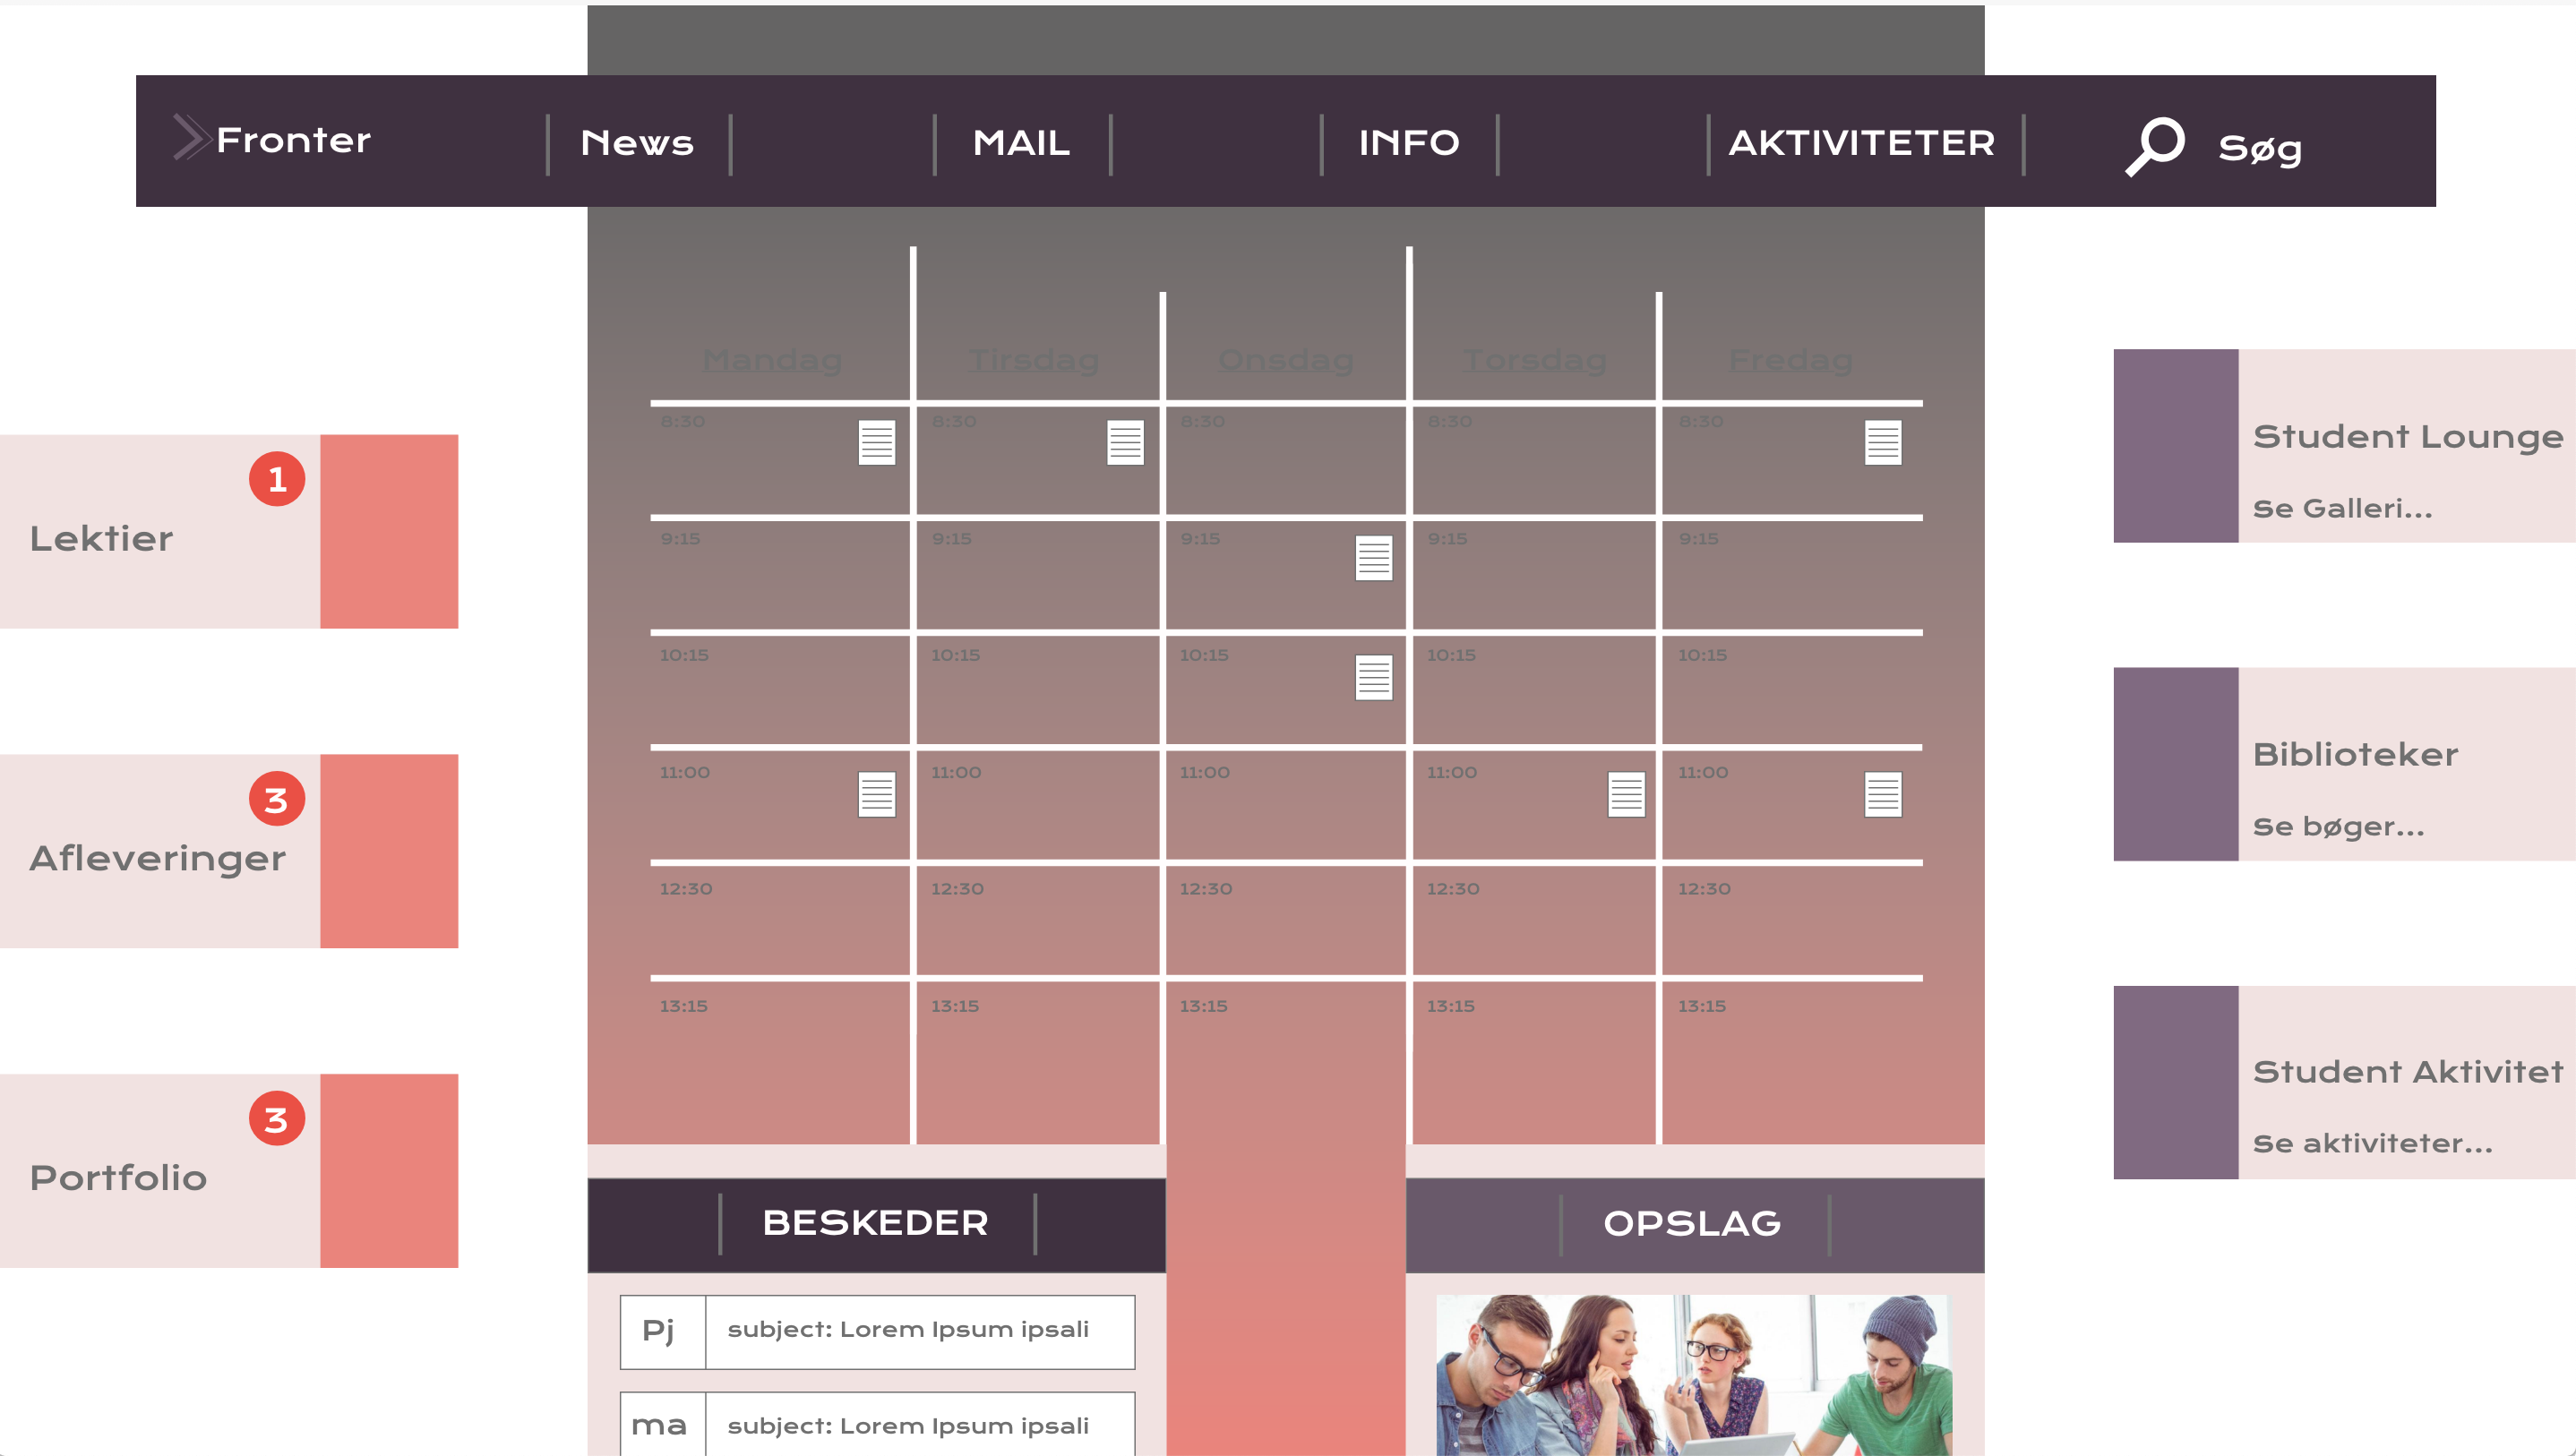 Fronter
News
MAIL
INFO
AKTIVITETER
Søg
Lektier
1
Afleveringer
3
Portfolio
3
Mandag Tirsdag Onsdag Torsdag Fredag
8:30 8:30 8:30 8:30 8:30
9:15 9:15 9:15 9:15 9:15
10:15 10:15 10:15 10:15 10:15
11:00 11:00 11:00 11:00 11:00
12:30 12:30 12:30 12:30 12:30
13:15 13:15 13:15 13:15 13:15
Student Lounge
Se Galleri...
Biblioteker
Se bøger...
Student Aktivitet
Se aktiviteter...
BESKEDER
Pj subject: Lorem Ipsum ipsali
ma subject: Lorem Ipsum ipsali
OPSLAG